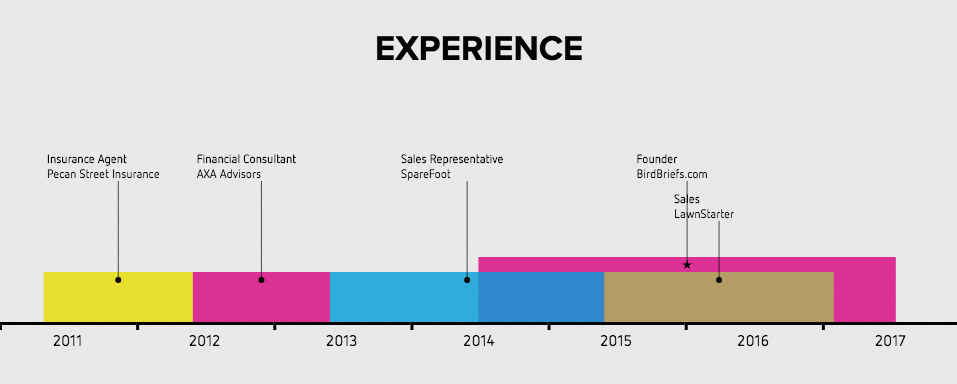 EXPERIENCE
Insurance Agent
Pecan Street Insurance
Financial Consultant
AXA Advisors
Sales Representative
SpareFoot
Founder
BirdBriefs.com
Sales
LawnStarter
2011
2012
2013
2014
2015
2016
2017